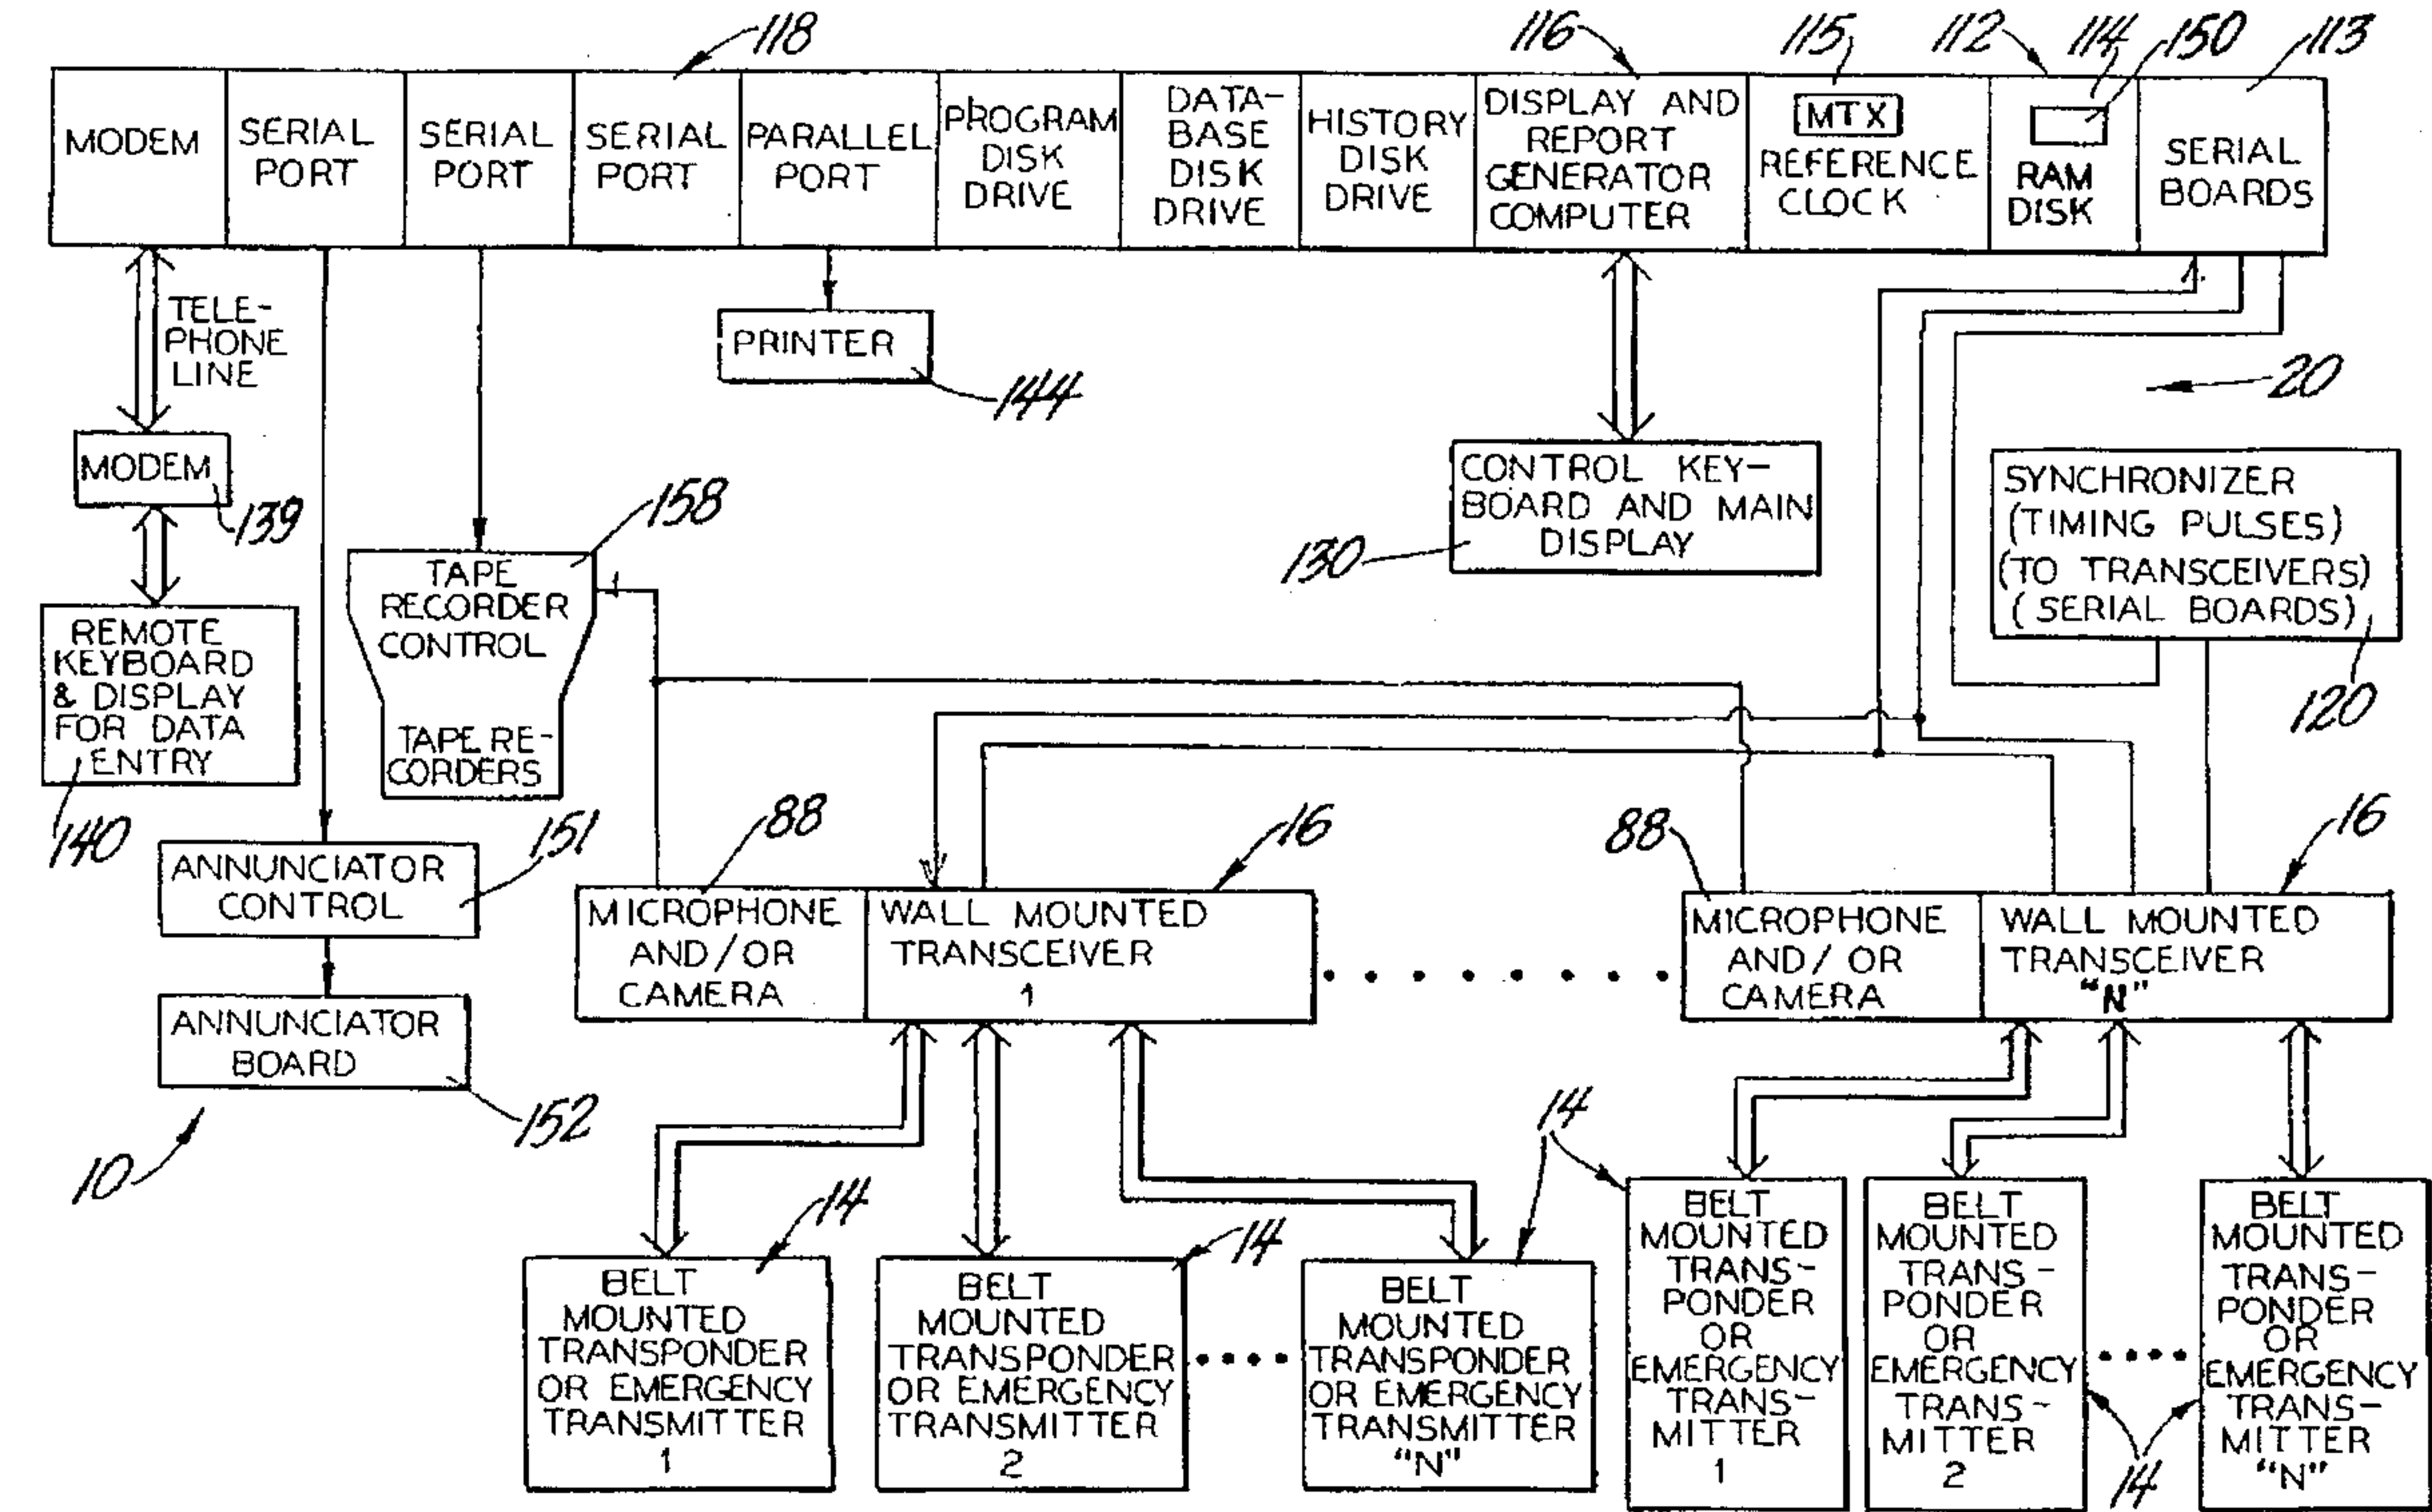 118
116
115
112
114
150
113
MODEM
SERIAL
PORT
SERIAL
PORT
SERIAL
PORT
PARALLEL
PORT
PROGRAM
DISK
DRIVE
DATA-
BASE
DISK
DRIVE
HISTORY
DISK
DRIVE
DISPLAY AND
REPORT
GENERATOR
COMPUTER
MTX
REFERENCE
CLOCK
RAM
DISK
SERIAL
BOARDS
TELE-
PHONE
LINE
PRINTER
144
20
MODEM
139
158
CONTROL KEY-
BOARD AND MAIN
DISPLAY
130
SYNCHRONIZER
(TIMING PULSES)
(TO TRANSCEIVERS)
(SERIAL BOARDS)
120
REMOTE
KEYBOARD
& DISPLAY
FOR DATA
ENTRY
140
TAPE
RECORDER
CONTROL
TAPE RE-
CORDERS
ANNUNCIATOR
CONTROL
151
ANNUNCIATOR
BOARD
152
10
88
16
MICROPHONE
AND/OR
CAMERA
WALL MOUNTED
TRANSCEIVER
1
88
16
MICROPHONE
AND/OR
CAMERA
WALL MOUNTED
TRANSCEIVER
"N"
14
BELT
MOUNTED
TRANSPONDER
OR EMERGENCY
TRANSMITTER
1
14
BELT
MOUNTED
TRANSPONDER
OR EMERGENCY
TRANSMITTER
2
14
BELT
MOUNTED
TRANSPONDER
OR EMERGENCY
TRANSMITTER
"N"
BELT
MOUNTED
TRANS-
PONDER
OR
EMERGENCY
TRANS-
MITTER
1
BELT
MOUNTED
TRANS-
PONDER
OR
EMERGENCY
TRANS-
MITTER
2
14
BELT
MOUNTED
TRANS-
PONDER
OR
EMERGENCY
TRANS-
MITTER
"N"